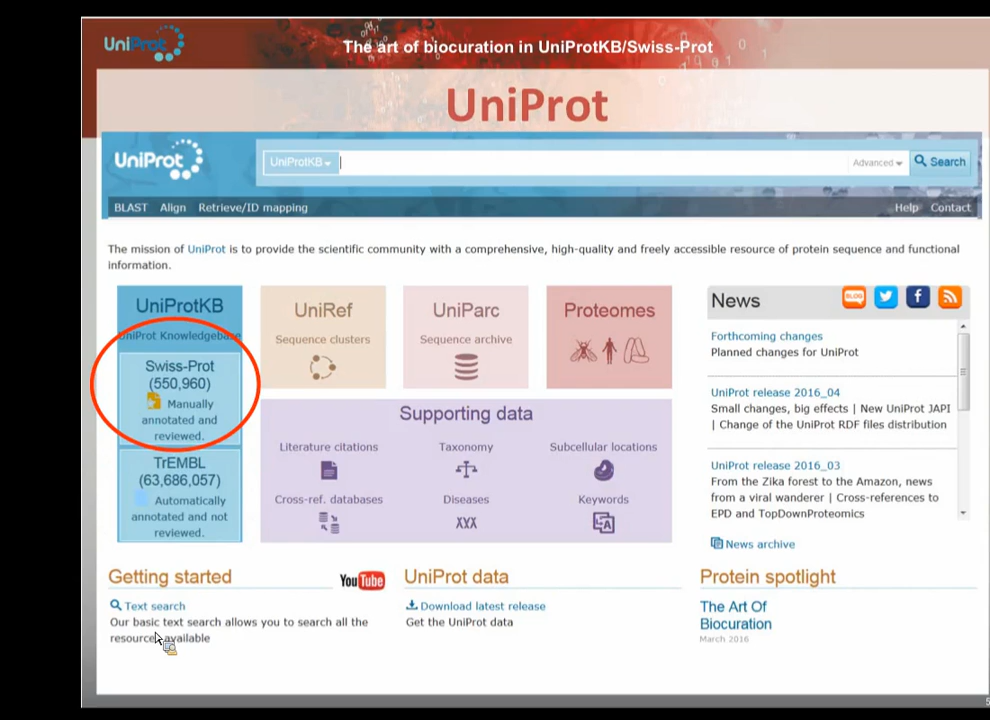 UniProt
The art of biocuration in UniProtKB/Swiss-Prot
UniProt
UniProt
UniProtKB
Advanced
Search
BLAST Align Retrieve/ID mapping
Help Contact
The mission of UniProt is to provide the scientific community with a comprehensive, high-quality and freely accessible resource of protein sequence and functional
information.
UniProtKB
UniProt Knowledgebase
Swiss-Prot
(550,960)
Manually
annotated and
reviewed.
TrEMBL
(63,686,057)
Automatically
annotated and not
reviewed.
UniRef
Sequence clusters
UniParc
Sequence archive
Proteomes
Supporting data
Literature citations
Taxonomy
Subcellular locations
Cross-ref. databases
Diseases
XXX
Keywords
News
BLOG
Forthcoming changes
Planned changes for UniProt
UniProt release 2016_04
Small changes, big effects | New UniProt JAPI
| Change of the UniProt RDF files distribution
UniProt release 2016_03
From the Zika forest to the Amazon, news
from a viral wanderer | Cross-references to
EPD and TopDownProteomics
News archive
Getting started
YouTube
Text search
Our basic text search allows you to search all the
resources available
UniProt data
Download latest release
Get the UniProt data
Protein spotlight
The Art Of
Biocuration
March 2016